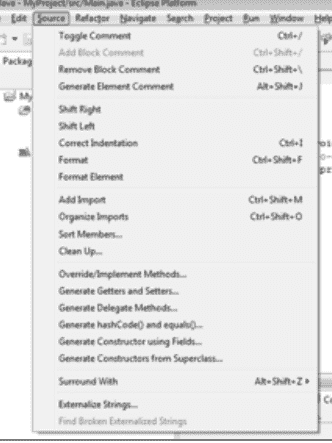 Java - MyProject/src/Main.java - Eclipse Platform
Edit Source Refactor Navigate Search Project Run Window Help
Packag
My
Toggle Comment Ctrl+/
Add Block Comment Ctrl+Shift+/
Remove Block Comment Ctrl+Shift+\
Generate Element Comment Alt+Shift+J
Shift Right
Shift Left
Correct Indentation Ctrl+I
Format Ctrl+Shift+F
Format Element
Add Import Ctrl+Shift+M
Organize Imports Ctrl+Shift+O
Sort Members...
Clean Up...
Override/Implement Methods...
Generate Getters and Setters...
Generate Delegate Methods...
Generate hashCode() and equals()...
Generate Constructor using Fields...
Generate Constructors from Superclass...
Surround With Alt+Shift+Z
Externalize Strings...
Find Broken Externalized Strings